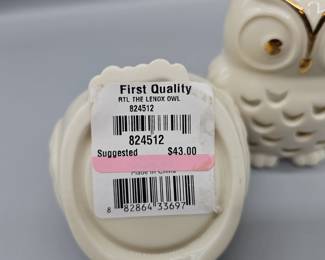 First Quality
RTL THE LENOX OWL
824512
824512
Suggested $43.00
Made in China
8 82864 33697